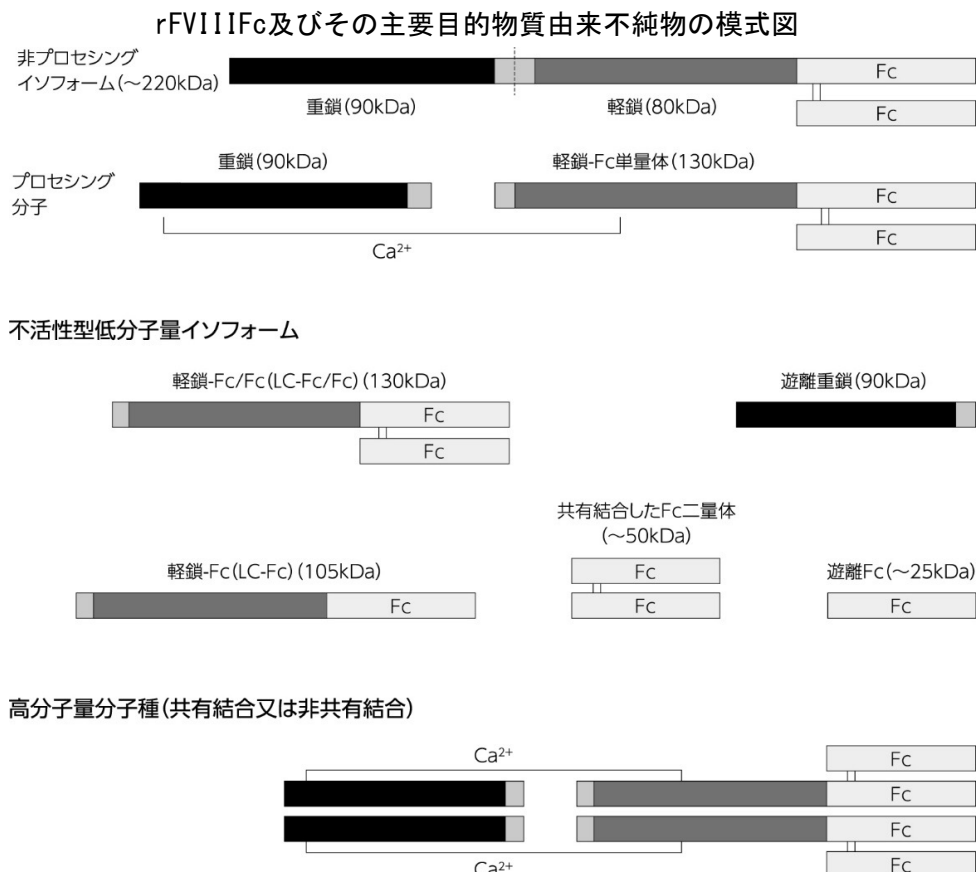 rFVIIIFc及びその主要目的物質由来不純物の模式図
非プロセシング
イソフォーム(～220kDa)
Fc
重鎖(90kDa)
軽鎖(80kDa)
Fc
重鎖(90kDa)
軽鎖-Fc単量体(130kDa)
プロセシング
分子
Fc
Fc
Ca²⁺
不活性型低分子量イソフォーム
軽鎖-Fc/Fc(LC-Fc/Fc)(130kDa)
遊離重鎖(90kDa)
Fc
Fc
共有結合したFc二量体
(～50kDa)
軽鎖-Fc(LC-Fc)(105kDa)
Fc
遊離Fc(～25kDa)
Fc
Fc
Fc
高分子量分子種(共有結合又は非共有結合)
Ca²⁺
Fc
Fc
Fc
Fc
Ca²⁺